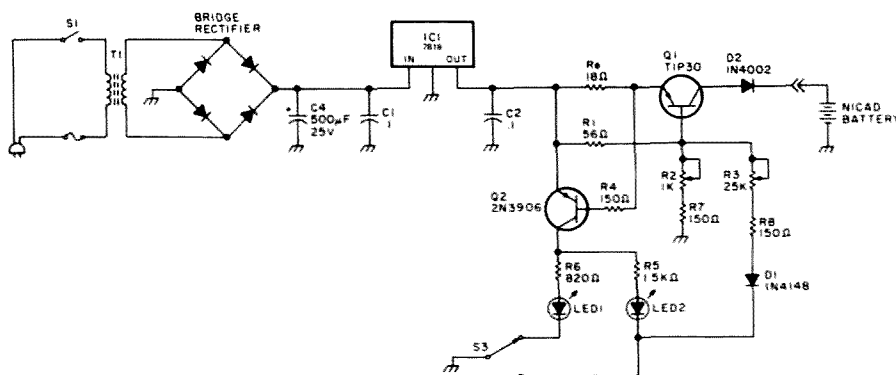 S1
T1
BRIDGE
RECTIFIER
C4
500µF
25V
C1
.1
IC1
7818
IN
OUT
C2
.1
Re
18Ω
R1
56Ω
Q1
TIP30
D2
1N4002
NICAD
BATTERY
Q2
2N3906
R4
150Ω
R2
1K
R3
25K
R7
150Ω
R8
150Ω
R6
820Ω
R5
1.5KΩ
D1
1N4148
LED1
LED2
S3